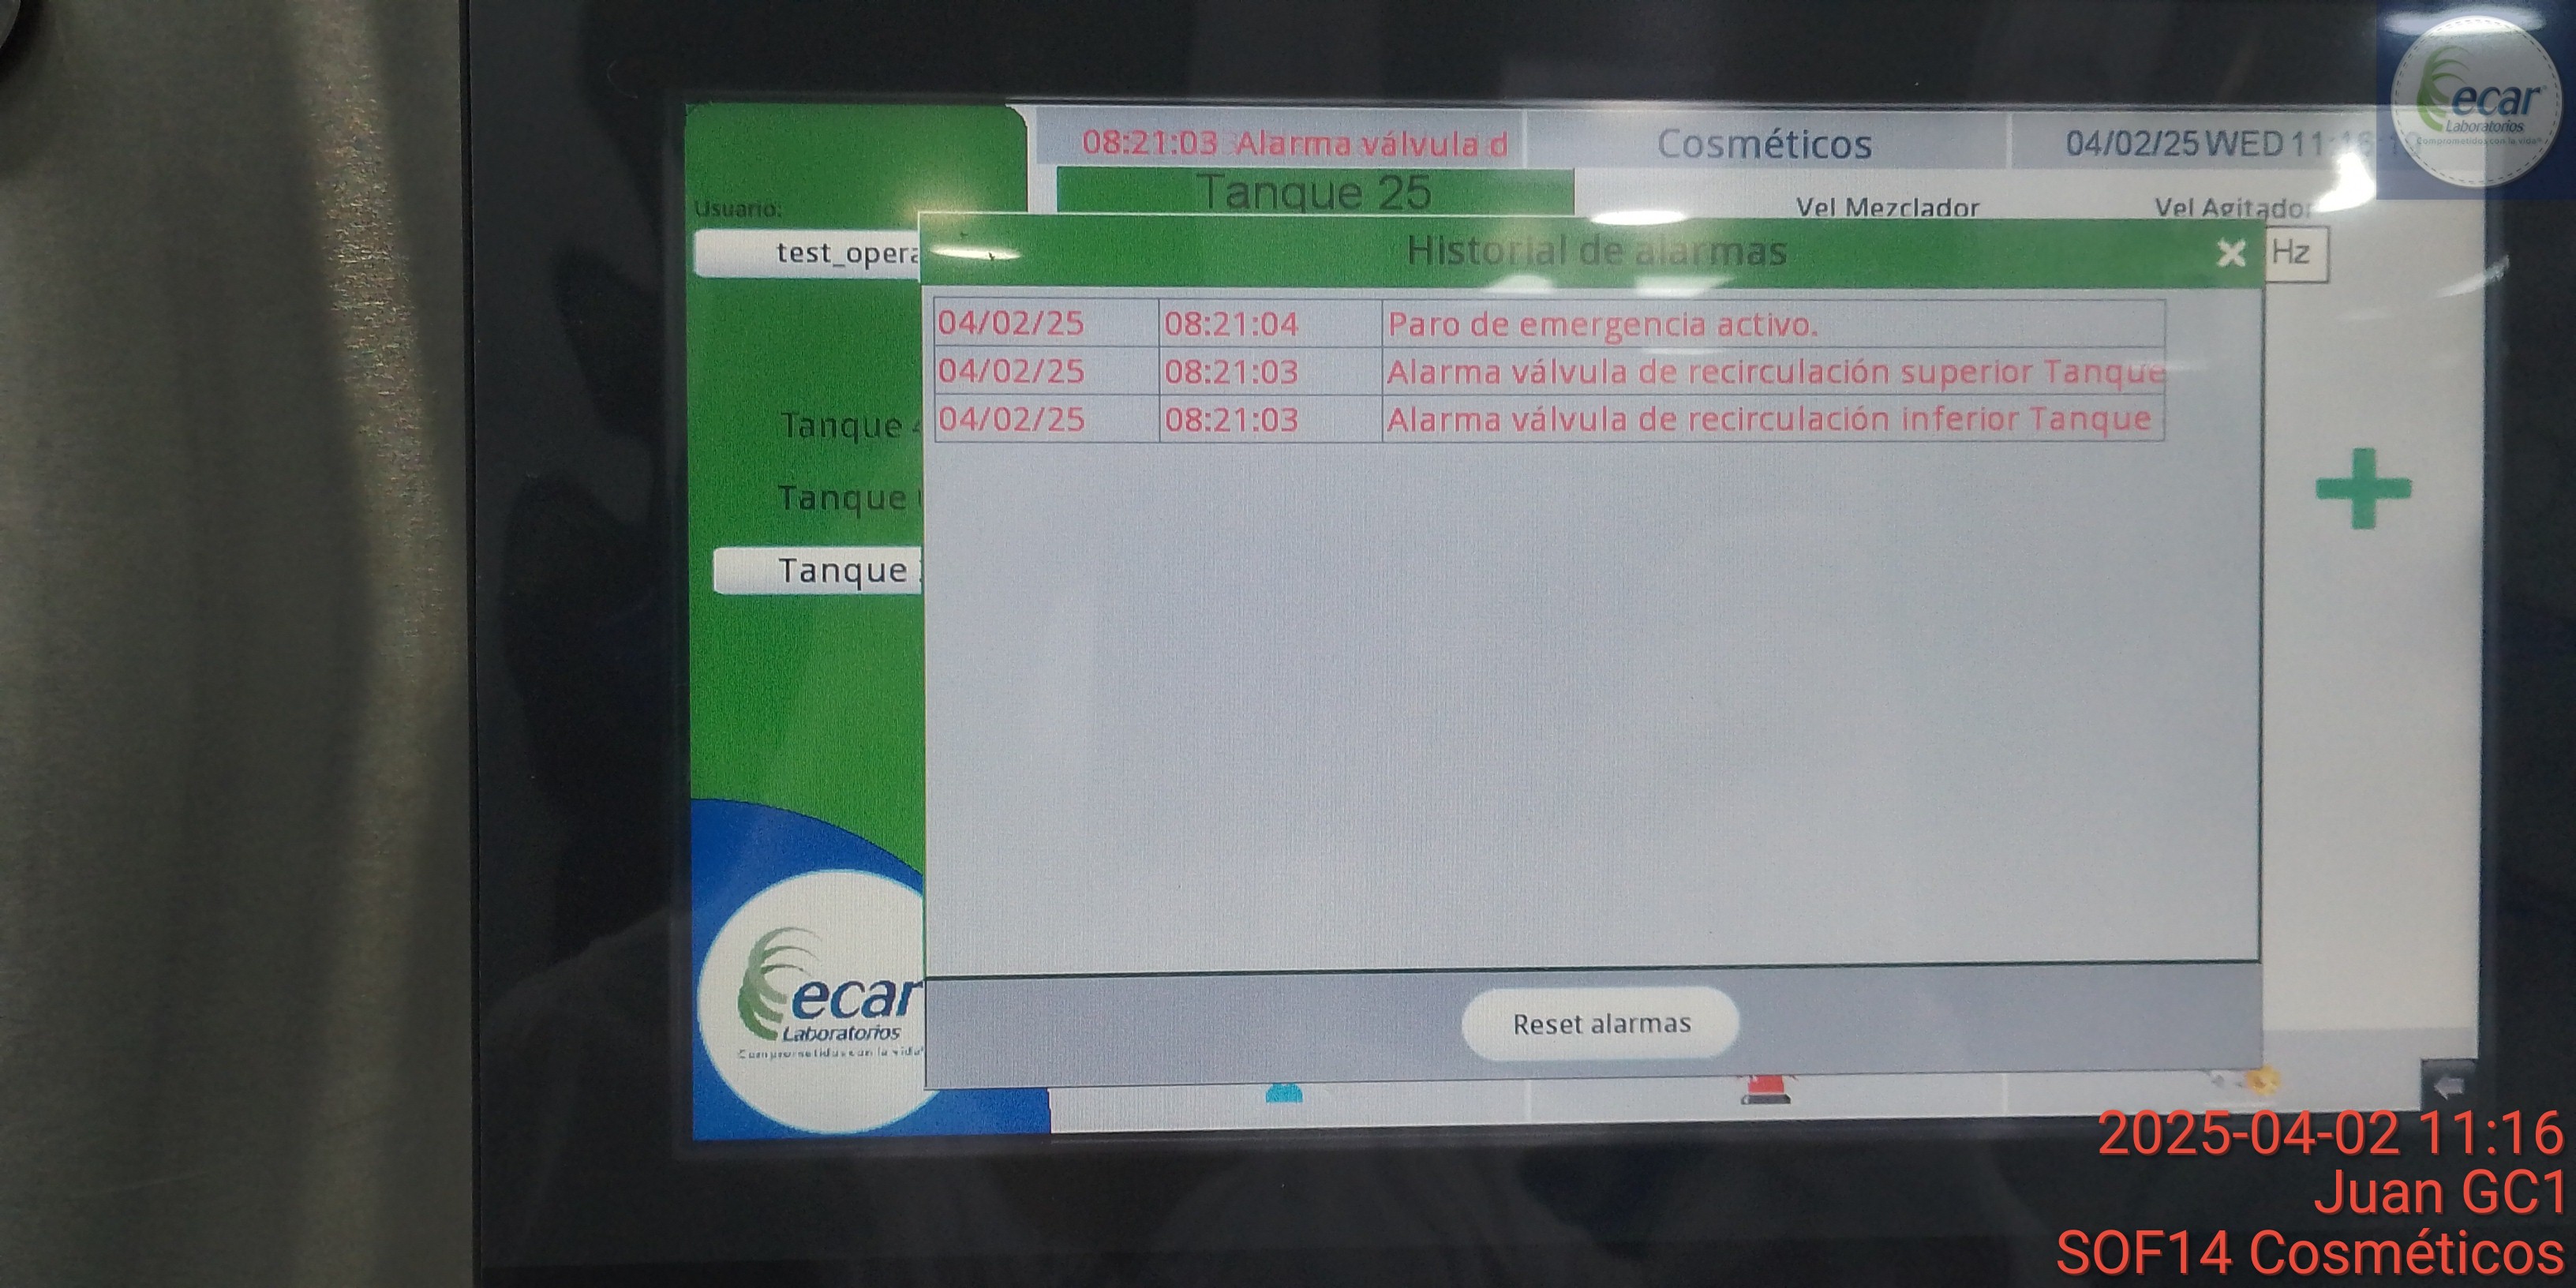 08:21:03 Alarma válvula d
Cosméticos
04/02/25 WED 11:16
ecar
Laboratorios
Comprometidos con la vida
Usuario:
test_opera
Tanque 25
Vel Mezclador
Vel Agitador
Hz
Historial de alarmas
04/02/25 08:21:04 Paro de emergencia activo.
04/02/25 08:21:03 Alarma válvula de recirculación superior Tanque
04/02/25 08:21:03 Alarma válvula de recirculación inferior Tanque
Tanque
Tanque
Tanque
ecar
Laboratorios
Comprometidos con la vida
Reset alarmas
2025-04-02 11:16
Juan GC1
SOF14 Cosméticos